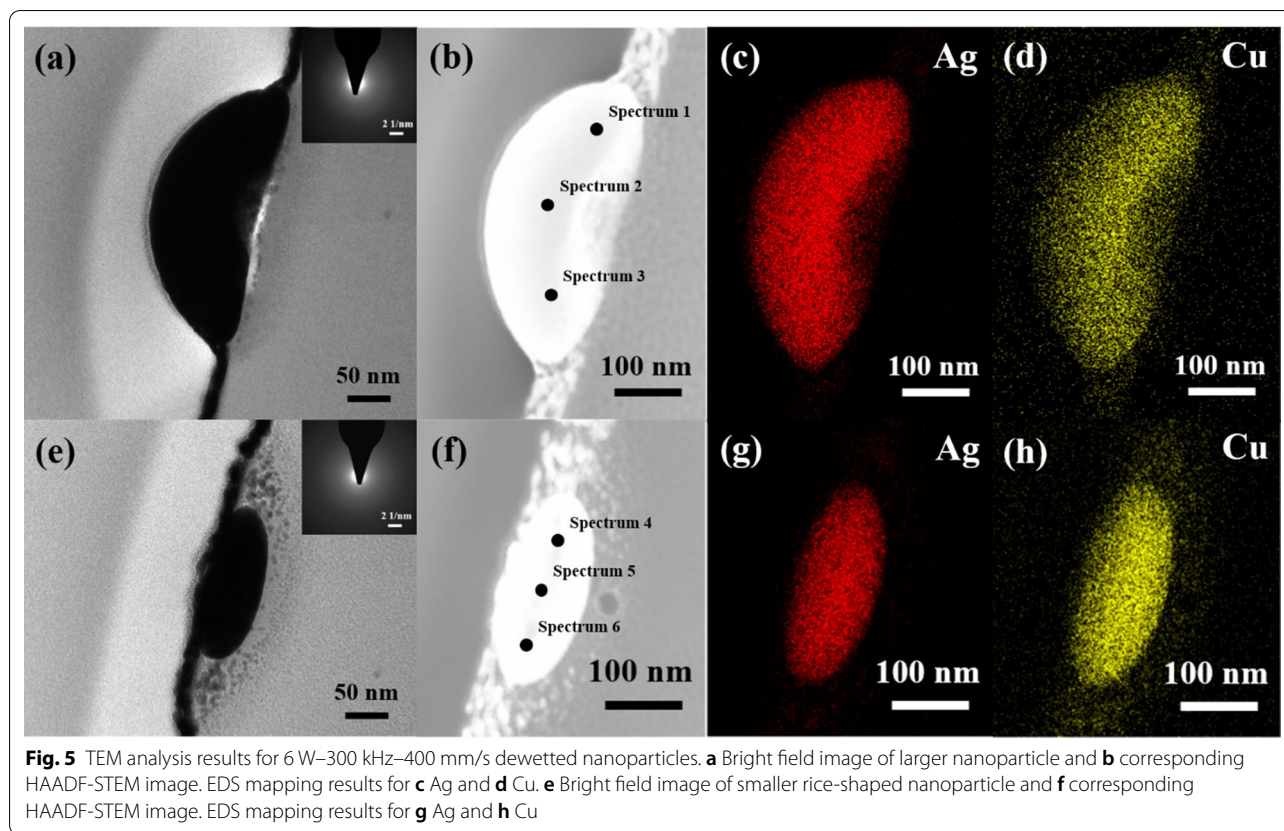 (a)
2 1/nm
50 nm
(b)
Spectrum 1
Spectrum 2
Spectrum 3
100 nm
(c)
Ag
100 nm
(d)
Cu
100 nm
(e)
2 1/nm
50 nm
(f)
Spectrum 4
Spectrum 5
Spectrum 6
100 nm
(g)
Ag
100 nm
(h)
Cu
100 nm
Fig. 5 TEM analysis results for 6 W–300 kHz–400 mm/s dewetted nanoparticles. a Bright field image of larger nanoparticle and b corresponding
HAADF-STEM image. EDS mapping results for c Ag and d Cu. e Bright field image of smaller rice-shaped nanoparticle and f corresponding
HAADF-STEM image. EDS mapping results for g Ag and h Cu